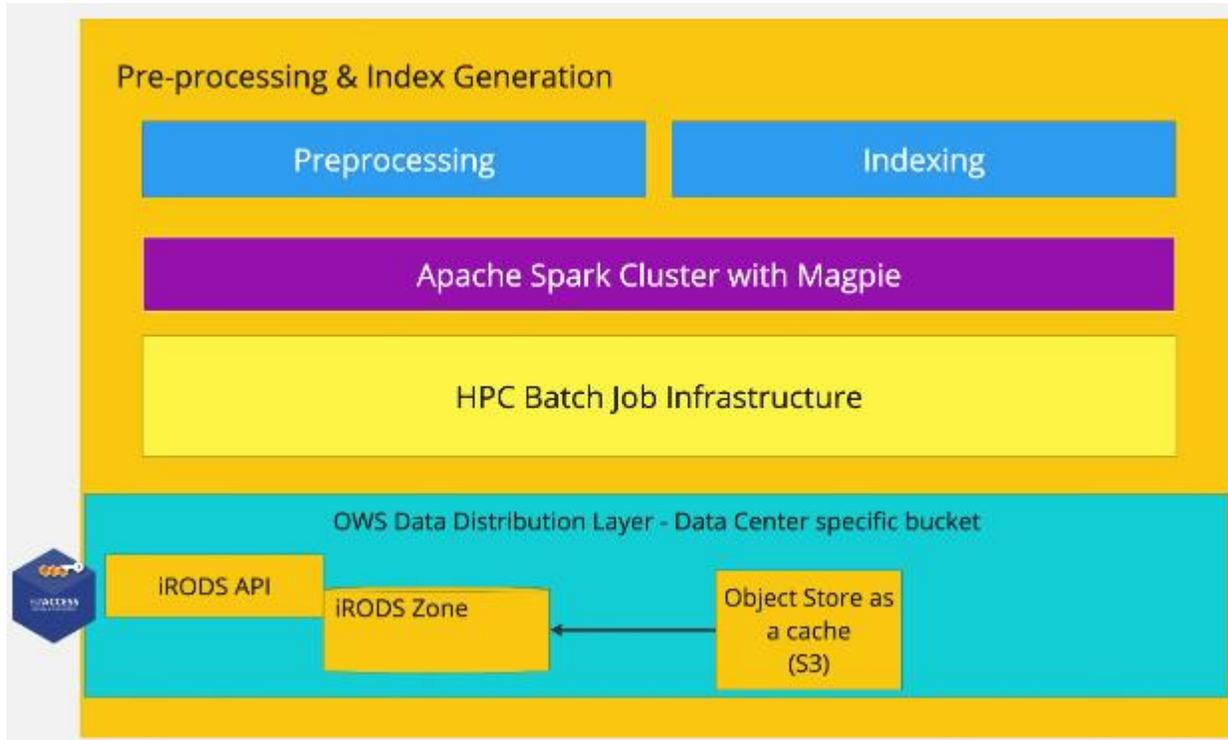 Pre-processing & Index Generation
Preprocessing
Indexing
Apache Spark Cluster with Magpie
HPC Batch Job Infrastructure
OWS Data Distribution Layer - Data Center specific bucket
iRODS API
iRODS Zone
Object Store as
a cache
(S3)